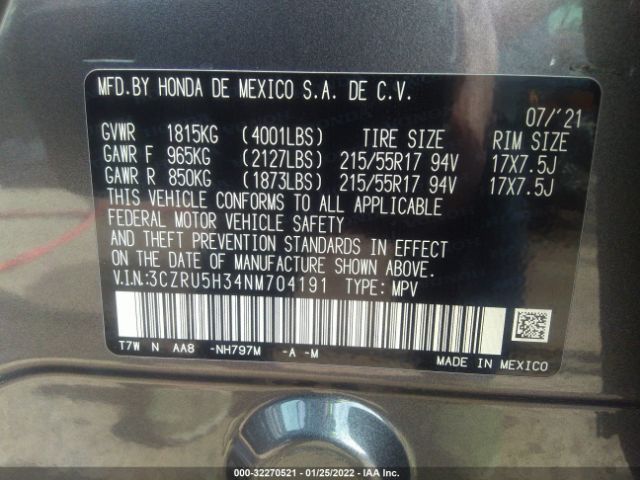 MFD.BY HONDA DE MEXICO S.A. DE C.V.
07/'21
GVWR 1815KG (4001LBS) TIRE SIZE RIM SIZE
GAWR F 965KG (2127LBS) 215/55R17 94V 17X7.5J
GAWR R 850KG (1873LBS) 215/55R17 94V 17X7.5J
THIS VEHICLE CONFORMS TO ALL APPLICABLE
FEDERAL MOTOR VEHICLE SAFETY
AND THEFT PREVENTION STANDARDS IN EFFECT
ON THE DATE OF MANUFACTURE SHOWN ABOVE.
V.I.N:3CZRU5H34NM704191 TYPE: MPV
T7W N AA8 -NH797M -A -M
MADE IN MEXICO
000-32270521 - 01/25/2022 - IAA Inc.